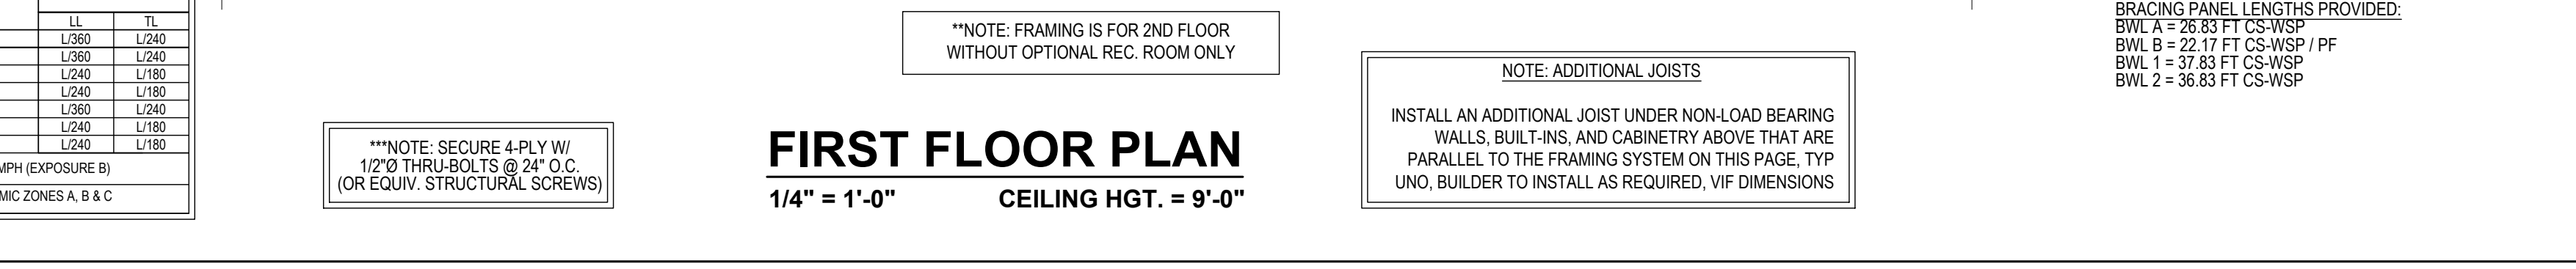 LL TL
L/360 L/240
L/360 L/240
L/240 L/180
L/240 L/180
L/360 L/240
L/240 L/180
L/240 L/180
MPH (EXPOSURE B)
MIC ZONES A, B & C
***NOTE: SECURE 4-PLY W/
1/2"Ø THRU-BOLTS @ 24" O.C.
(OR EQUIV. STRUCTURAL SCREWS)
**NOTE: FRAMING IS FOR 2ND FLOOR
WITHOUT OPTIONAL REC. ROOM ONLY
FIRST FLOOR PLAN
1/4" = 1'-0" CEILING HGT. = 9'-0"
NOTE: ADDITIONAL JOISTS
INSTALL AN ADDITIONAL JOIST UNDER NON-LOAD BEARING
WALLS, BUILT-INS, AND CABINETRY ABOVE THAT ARE
PARALLEL TO THE FRAMING SYSTEM ON THIS PAGE, TYP
UNO, BUILDER TO INSTALL AS REQUIRED, VIF DIMENSIONS
BRACING PANEL LENGTHS PROVIDED:
BWL A = 26.83 FT CS-WSP
BWL B = 22.17 FT CS-WSP / PF
BWL 1 = 37.83 FT CS-WSP
BWL 2 = 36.83 FT CS-WSP